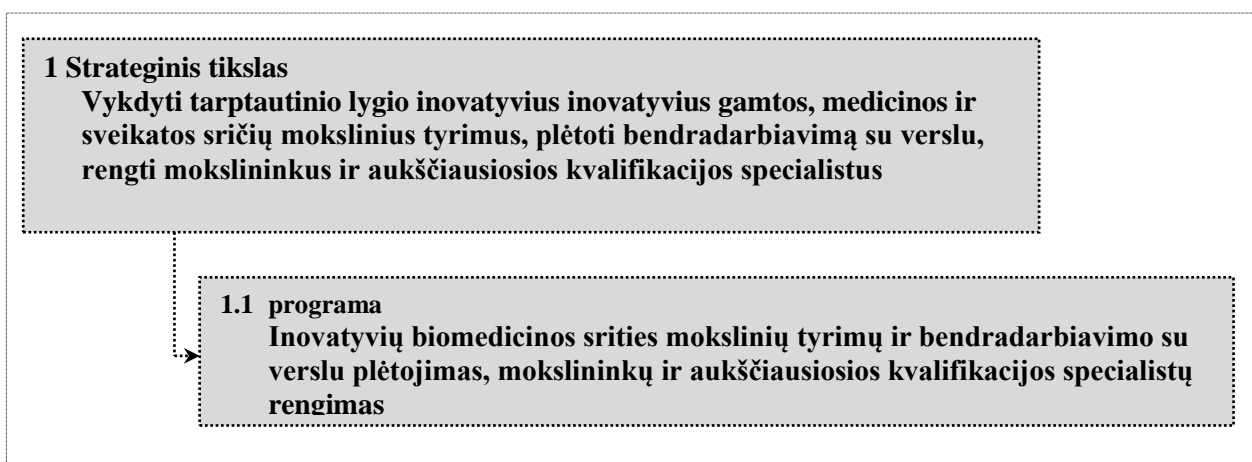 1 Strateginis tikslas
Vykdyti tarptautinio lygio inovatyvius inovatyvius gamtos, medicinos ir
sveikatos sričių mokslinius tyrimus, plėtoti bendradarbiavimą su verslu,
rengti mokslininkus ir aukščiausiosios kvalifikacijos specialistus
1.1 programa
Inovatyvių biomedicinos srities mokslinių tyrimų ir bendradarbiavimo su
verslu plėtojimas, mokslininkų ir aukščiausiosios kvalifikacijos specialistų
rengimas